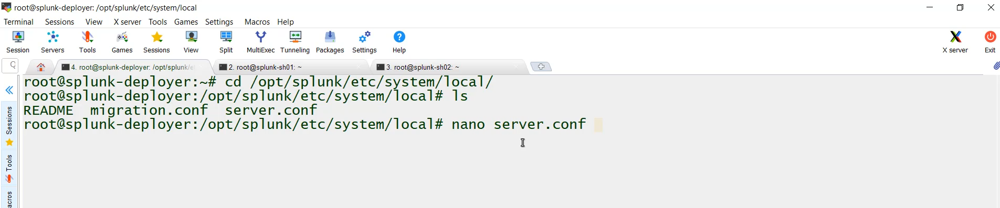 root@splunk-deployer: /opt/splunk/etc/system/local
Terminal Sessions View X server Tools Games Settings Macros Help
Session Servers Tools Games Sessions View Split MultiExec Tunneling Packages Settings Help X server Exit
4. root@splunk-deployer: /opt/splunk/et 2. root@splunk-sh01: ~ 3. root@splunk-sh02: ~
root@splunk-deployer:~# cd /opt/splunk/etc/system/local/
root@splunk-deployer:/opt/splunk/etc/system/local# ls
README migration.conf server.conf
root@splunk-deployer:/opt/splunk/etc/system/local# nano server.conf
Sessions
Tools
acros